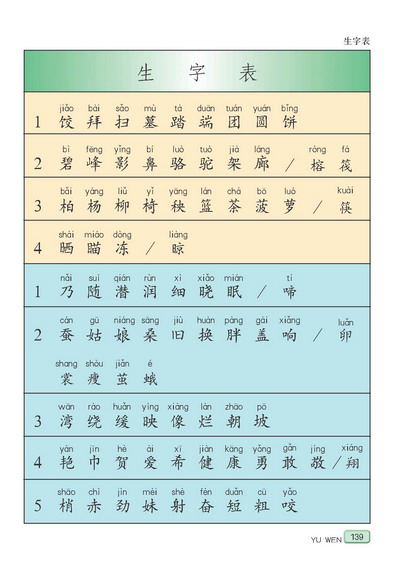 生字表
生 字 表
jiǎo bài sǎo mù tà duān tuán yuán bǐng
1 饺 拜 扫 墓 踏 端 团 圆 饼
bì fēng yǐng bí luò tuó jià láng róng fá
2 碧 峰 影 鼻 骆 驼 架 廊 / 榕 筏
bǎi yáng liǔ yǐ yāng lán chá bō luó kuài
3 柏 杨 柳 椅 秧 篮 茶 菠 萝 / 筷
shài miáo dòng liàng
4 晒 瞄 冻 / 晾
nǎi suí qián rùn xì xiǎo mián tí
1 乃 随 潜 润 细 晓 眠 / 啼
cán gū niáng sāng jiù huàn pàng gài xiǎng luǎn
2 蚕 姑 娘 桑 旧 换 胖 盖 响 / 卵
shang shòu jiǎn é
裳 瘦 茧 蛾
wān rào huǎn yìng xiàng làn zhāo pō
3 湾 绕 缓 映 像 烂 朝 坡
yàn jīn hè ài xī jiàn kāng yǒng gǎn jìng xiáng
4 艳 巾 贺 爱 希 健 康 勇 敢 敬 / 翔
shāo chì jìn mèi shè fèn duǎn cū yǎo
5 梢 赤 劲 妹 射 奋 短 粗 咬
YU WEN 139